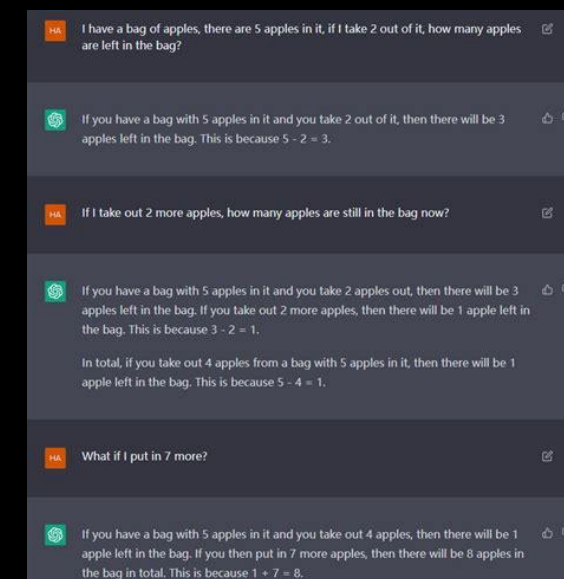 HA
I have a bag of apples, there are 5 apples in it, if I take 2 out of it, how many apples
are left in the bag?
If you have a bag with 5 apples in it and you take 2 out of it, then there will be 3
apples left in the bag. This is because 5 - 2 = 3.
HA
If I take out 2 more apples, how many apples are still in the bag now?
If you have a bag with 5 apples in it and you take 2 apples out, then there will be 3
apples left in the bag. If you take out 2 more apples, then there will be 1 apple left in
the bag. This is because 3 - 2 = 1.
In total, if you take out 4 apples from a bag with 5 apples in it, then there will be 1
apple left in the bag. This is because 5 - 4 = 1.
HA
What if I put in 7 more?
If you have a bag with 5 apples in it and you take out 4 apples, then there will be 1
apple left in the bag. If you then put in 7 more apples, then there will be 8 apples in
the bag in total. This is because 1 + 7 = 8.